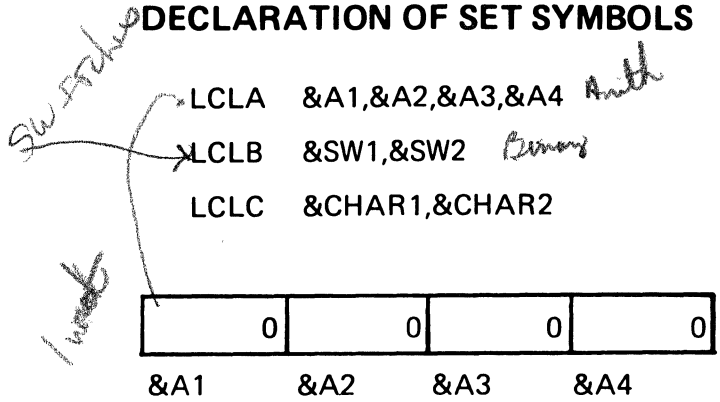 DECLARATION OF SET SYMBOLS
Switches
LCLA &A1,&A2,&A3,&A4 Arith
LCLB &SW1,&SW2 Binary
LCLC &CHAR1,&CHAR2
0 0 0 0
&A1 &A2 &A3 &A4